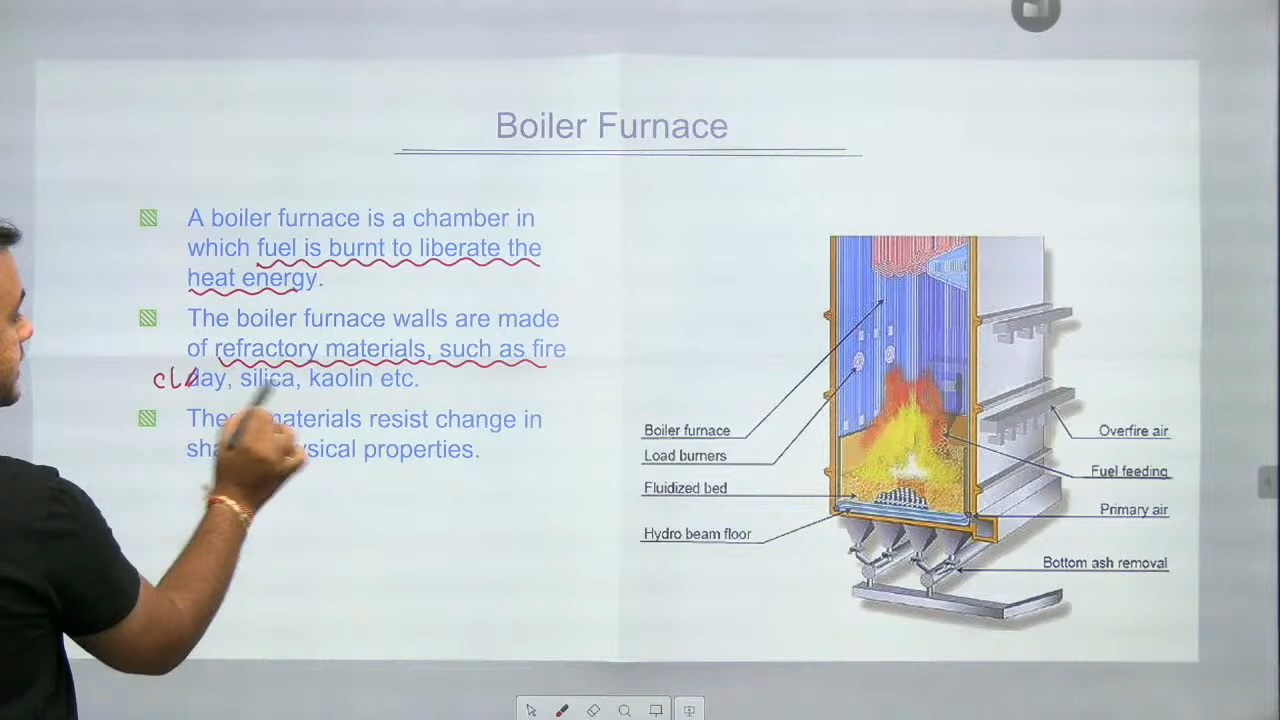 Boiler Furnace
A boiler furnace is a chamber in
which fuel is burnt to liberate the
heat energy.
The boiler furnace walls are made
of refractory materials, such as fire
cl day, silica, kaolin etc.
materials resist change in
physical properties.
Boiler furnace
Load burners
Fluidized bed
Hydro beam floor
Overfire air
Fuel feeding
Primary air
Bottom ash removal